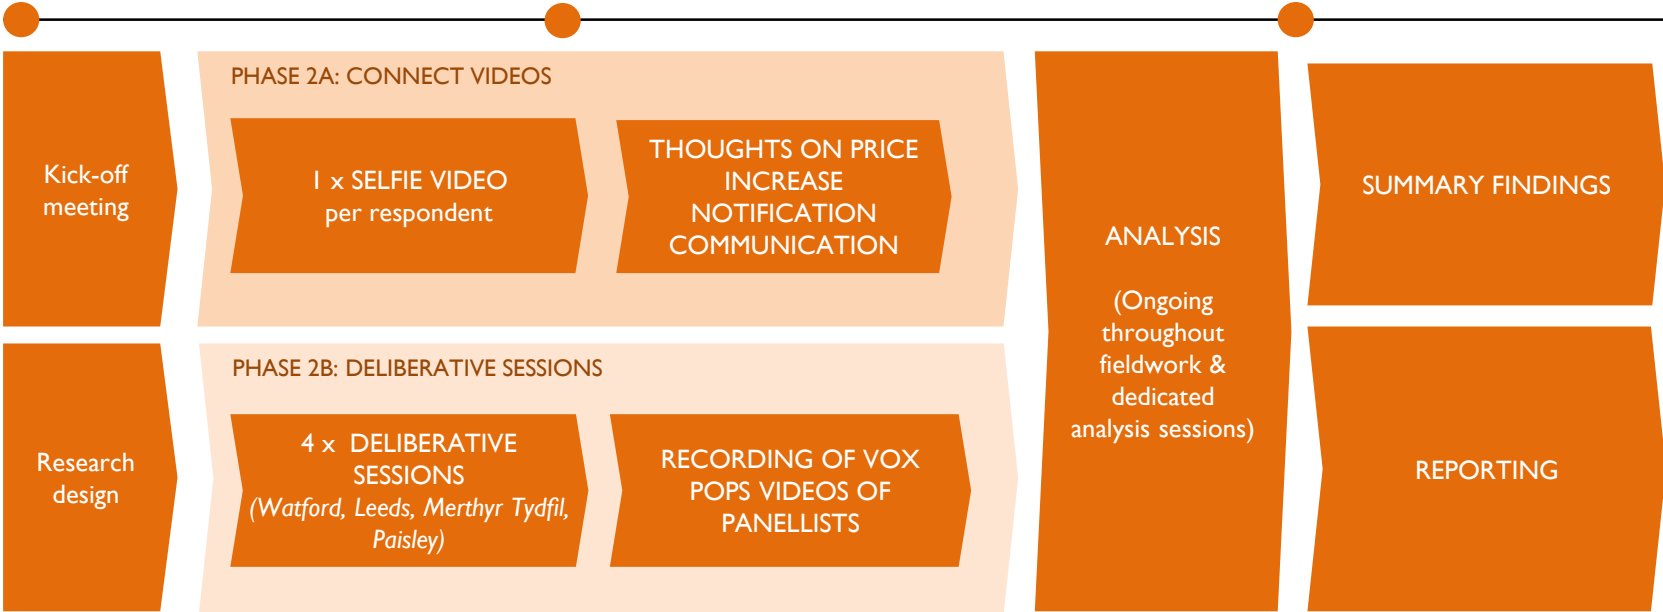 Kick-off
meeting
Research
design
PHASE 2A: CONNECT VIDEOS
1 x SELFIE VIDEO
per respondent
THOUGHTS ON PRICE
INCREASE
NOTIFICATION
COMMUNICATION
PHASE 2B: DELIBERATIVE SESSIONS
4 x DELIBERATIVE
SESSIONS
(Watford, Leeds, Merthyr Tydfil,
Paisley)
RECORDING OF VOX
POPS VIDEOS OF
PANELLISTS
ANALYSIS
(Ongoing
throughout
fieldwork &
dedicated
analysis sessions)
SUMMARY FINDINGS
REPORTING